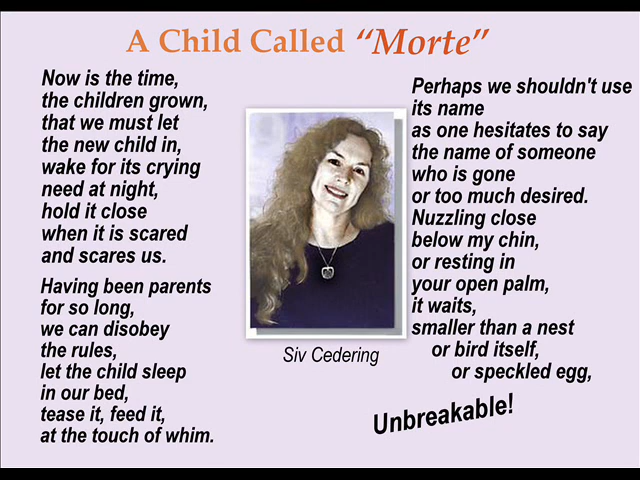 A Child Called "Morte"
Now is the time,
the children grown,
that we must let
the new child in,
wake for its crying
need at night,
hold it close
when it is scared
and scares us.
Having been parents
for so long,
we can disobey
the rules,
let the child sleep
in our bed,
tease it, feed it,
at the touch of whim.
Siv Cedering
Perhaps we shouldn't use
its name
as one hesitates to say
the name of someone
who is gone
or too much desired.
Nuzzling close
below my chin,
or resting in
your open palm,
it waits,
smaller than a nest
or bird itself,
or speckled egg,
Unbreakable!